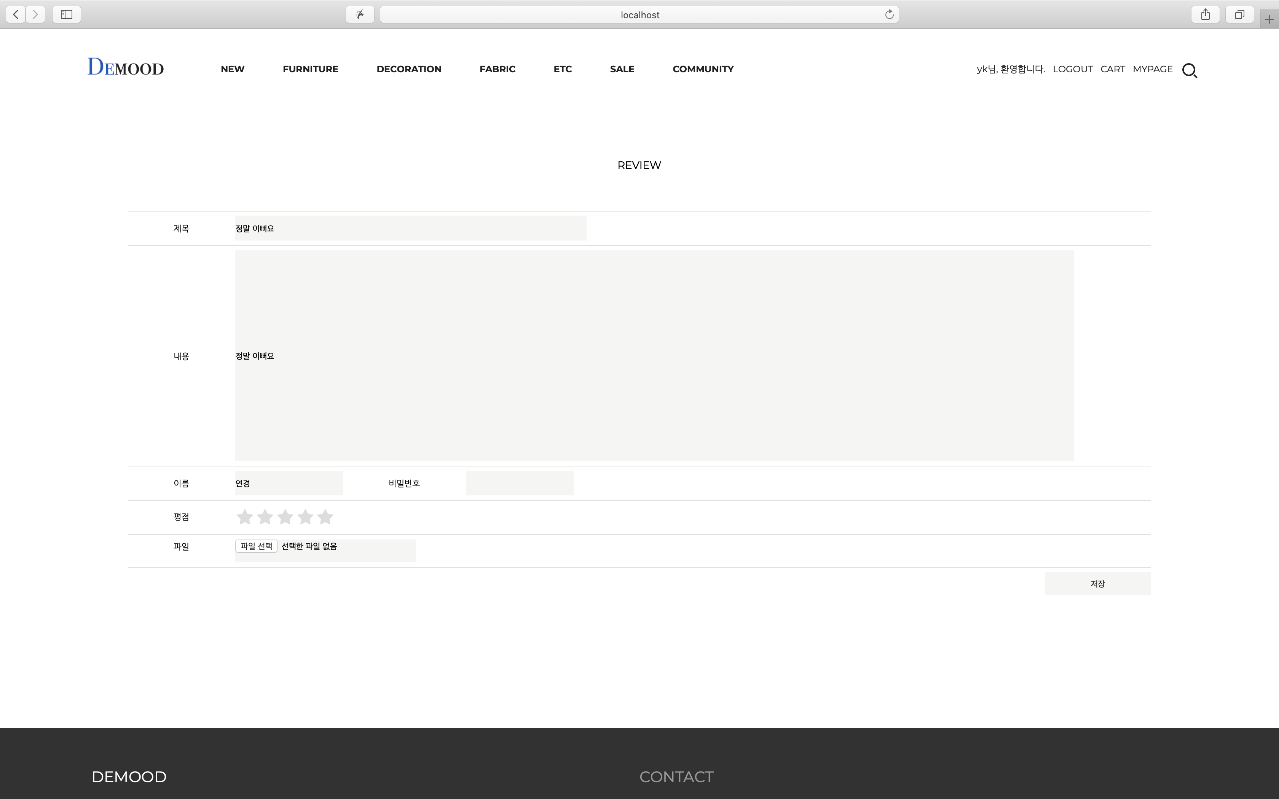 localhost
DEMOOD NEW FURNITURE DECORATION FABRIC ETC SALE COMMUNITY yk님, 환영합니다. LOGOUT CART MYPAGE
REVIEW
제목 정말 이뻐요
내용 정말 이뻐요
이름 연경 비밀번호
평점
파일 파일 선택 선택한 파일 없음
저장
DEMOOD CONTACT